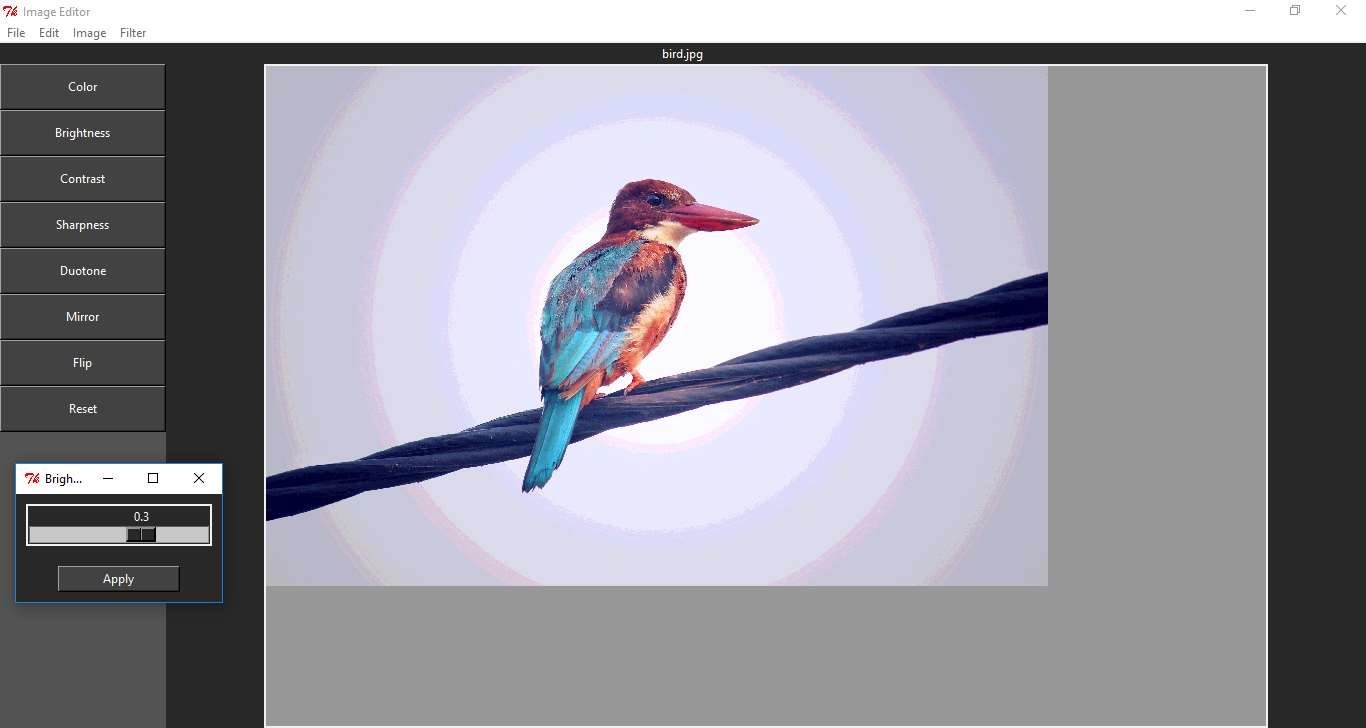 Image Editor
File Edit Image Filter
bird.jpg
Color
Brightness
Contrast
Sharpness
Duotone
Mirror
Flip
Reset
Brigh...
0.3
Apply